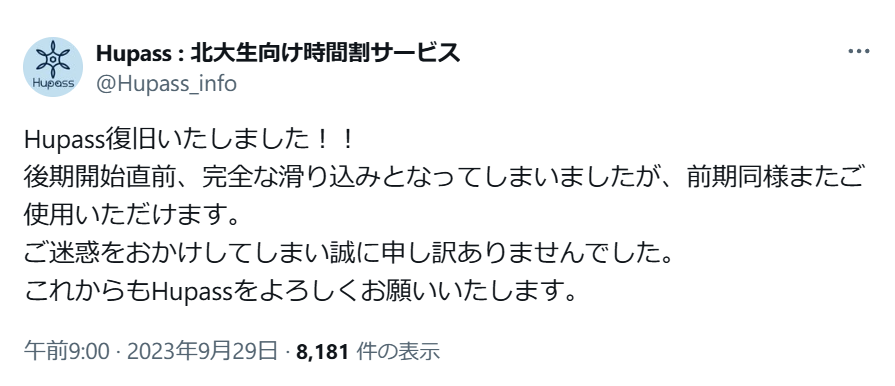 Hupass : 北大生向け時間割サービス
@Hupass_info
Hupass
Hupass復旧いたしました！！
後期開始直前、完全な滑り込みとなってしまいましたが、前期同様またご
使用いただけます。
ご迷惑をおかけしてしまい誠に申し訳ありませんでした。
これからもHupassをよろしくお願いいたします。
午前9:00 · 2023年9月29日 · 8,181 件の表示